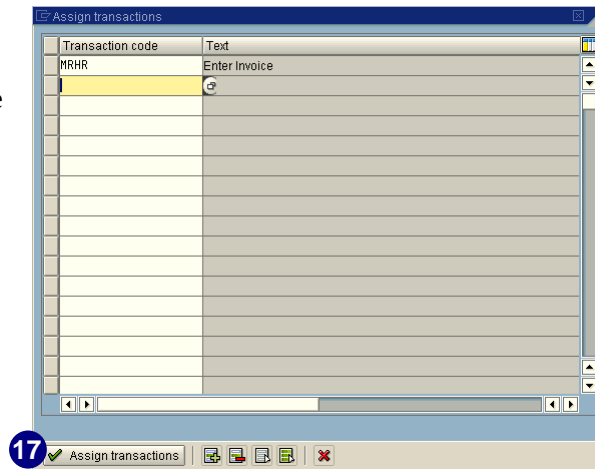 Assign transactions
Transaction code Text
MRHR Enter Invoice
e
17 Assign transactions